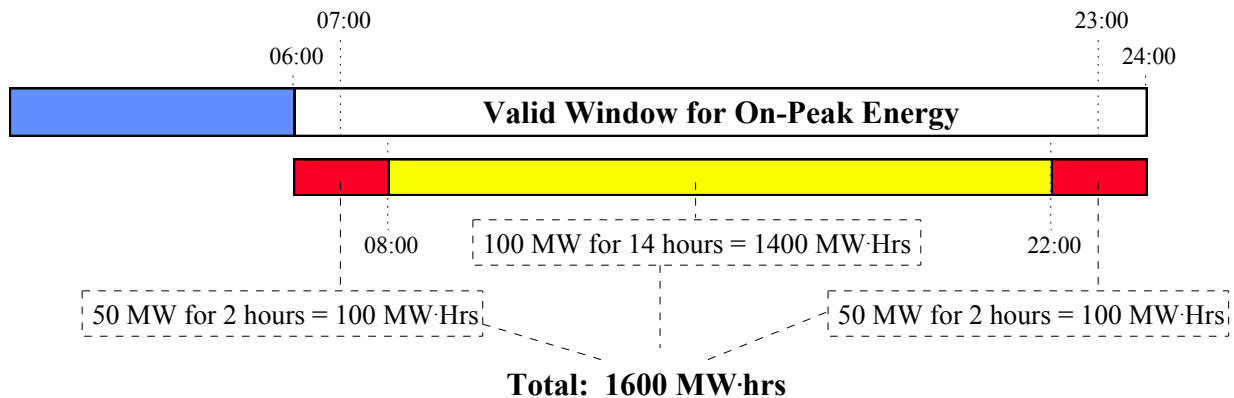 07:00
23:00
06:00
24:00
Valid Window for On-Peak Energy
08:00
100 MW for 14 hours = 1400 MW·Hrs
22:00
50 MW for 2 hours = 100 MW·Hrs
50 MW for 2 hours = 100 MW·Hrs
Total: 1600 MW·hrs